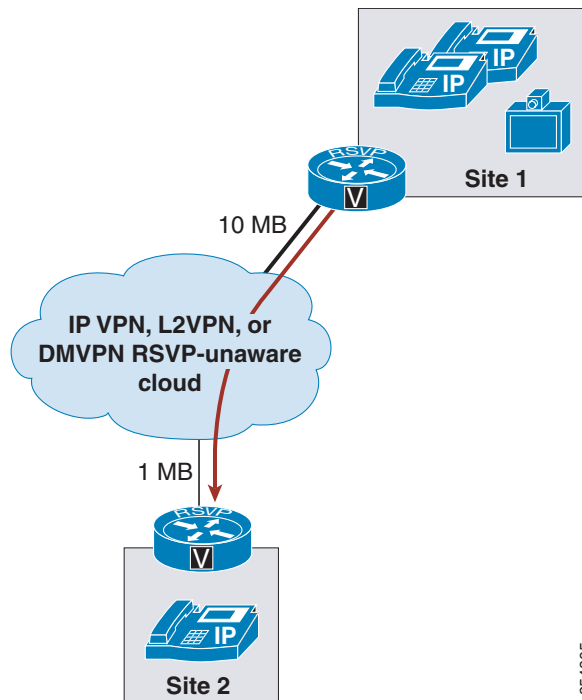 IP
IP
RSVP
V
Site 1
10 MB
IP VPN, L2VPN, or
DMVPN RSVP-unaware
cloud
1 MB
RSVP
V
IP
Site 2